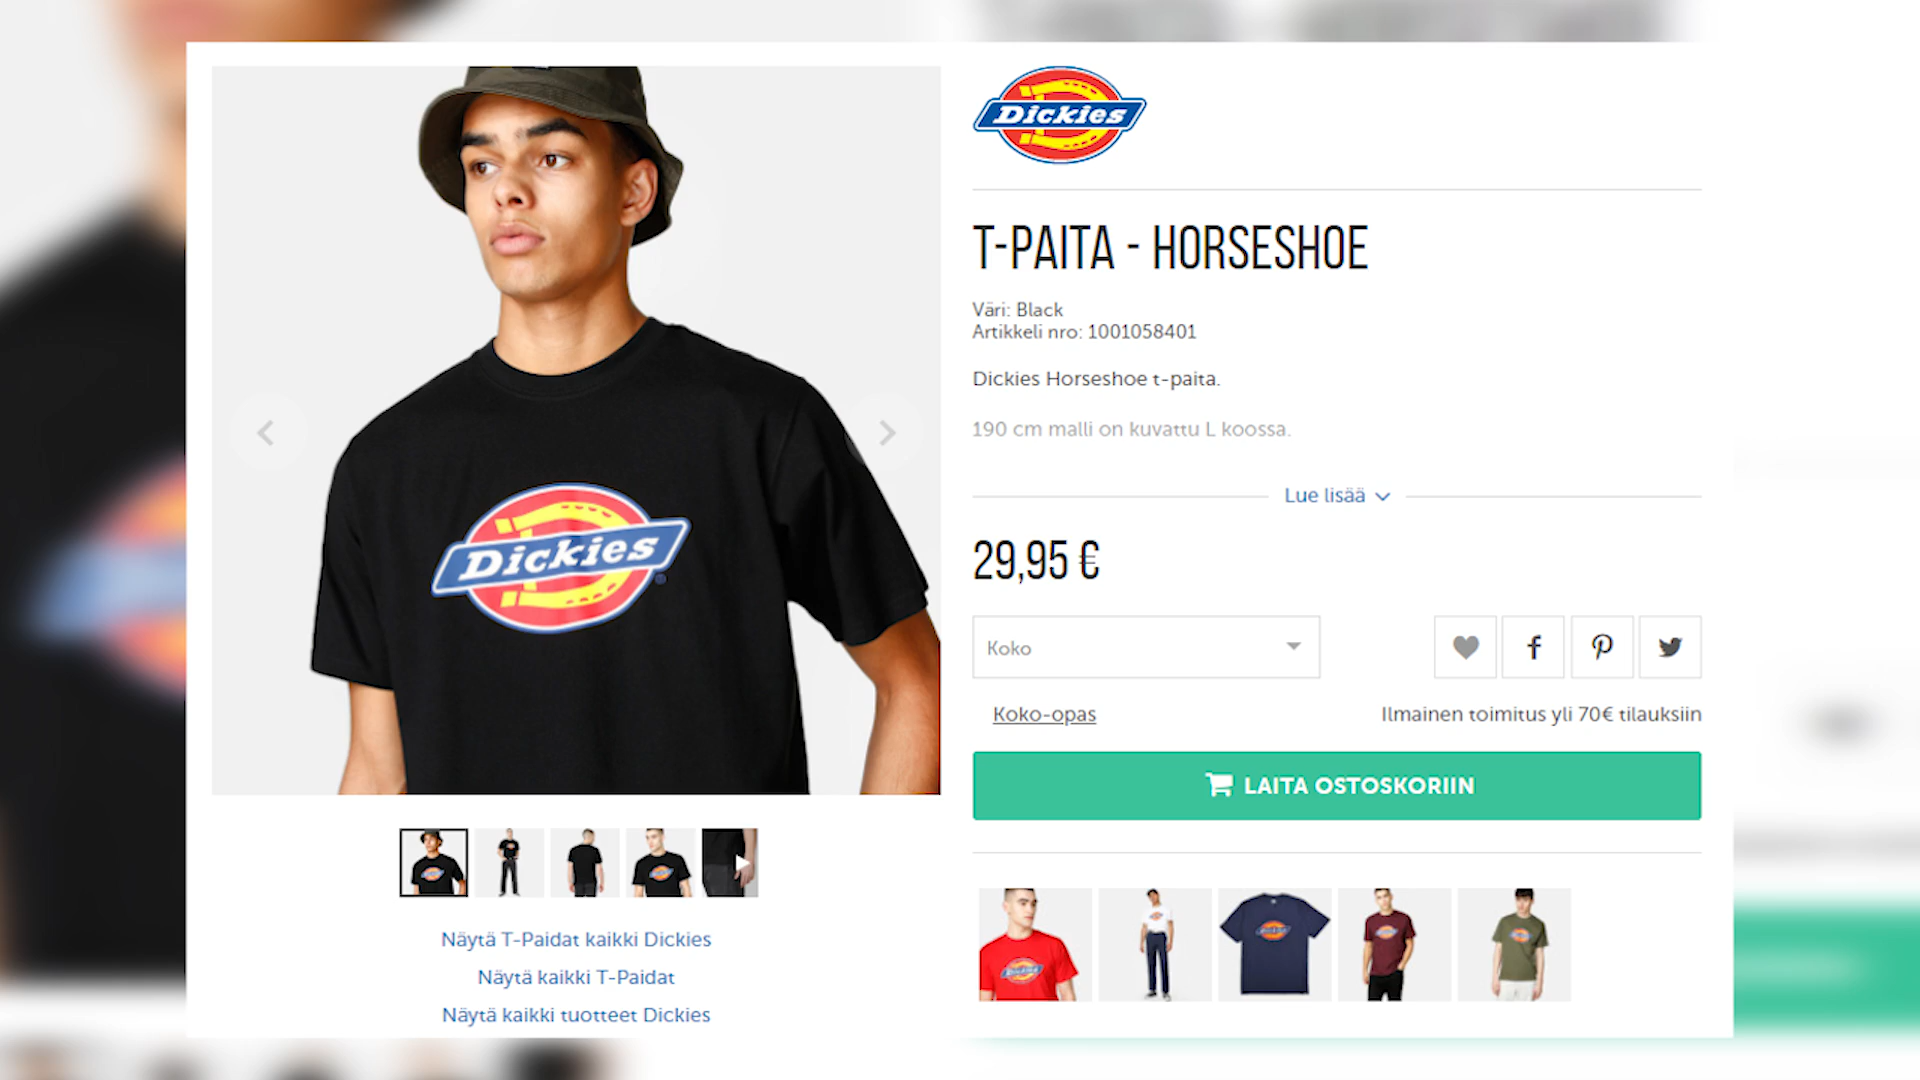 Dickies
T-PAITA - HORSESHOE
Väri: Black
Artikkeli nro: 1001058401
Dickies Horseshoe t-paita.
190 cm malli on kuvattu L koossa.
Lue lisää
29,95 €
Koko
Koko-opas
Ilmainen toimitus yli 70€ tilauksiin
LAITA OSTOSKORIIN
Dickies
Näytä T-Paidat kaikki Dickies
Näytä kaikki T-Paidat
Näytä kaikki tuotteet Dickies